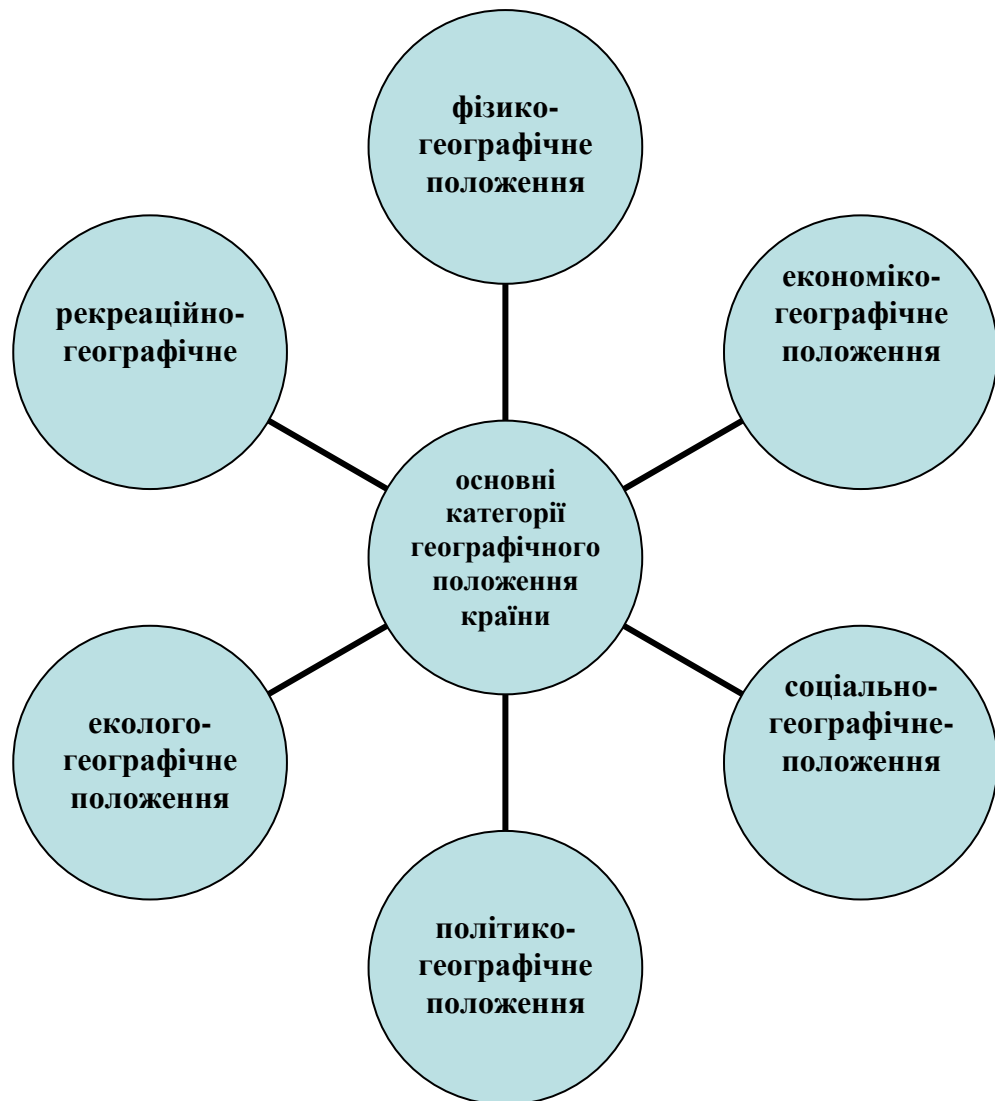 фізико-
географічне
положення
рекреаційно-
географічне
економіко-
географічне
положення
основні
категорії
географічного
положення
країни
еколого-
географічне
положення
соціально-
географічне-
положення
політико-
географічне
положення